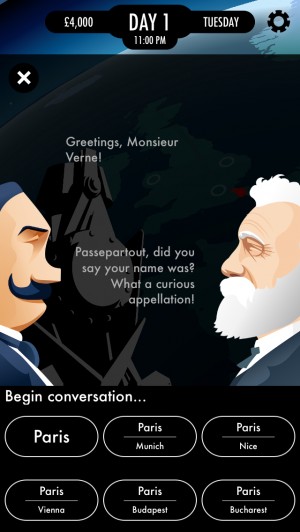 £4,000
DAY 1
TUESDAY
11:00 PM
Greetings, Monsieur
Verne!
Passepartout, did you
say your name was?
What a curious
appellation!
Begin conversation...
Paris
Paris
Munich
Paris
Nice
Paris
Vienna
Paris
Budapest
Paris
Bucharest